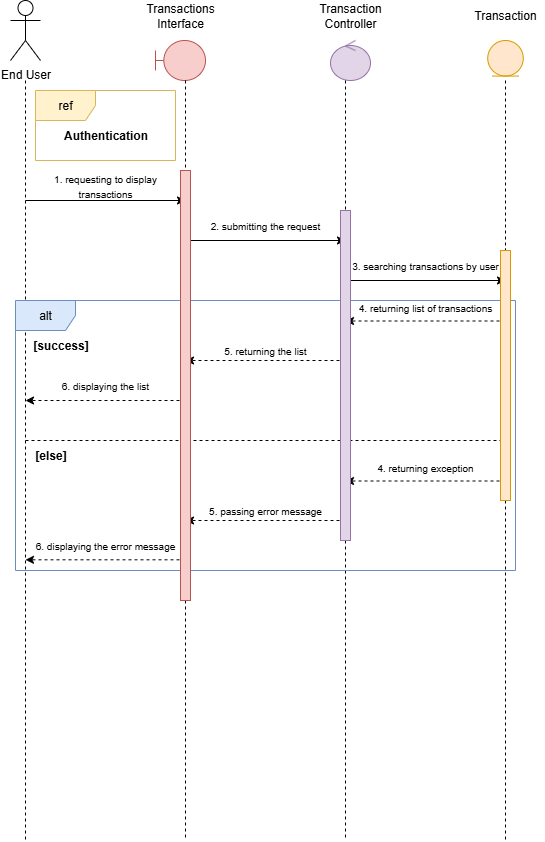 Transactions
Interface
Transaction
Controller
Transaction
End User
ref
Authentication
1. requesting to display
transactions
2. submitting the request
3. searching transactions by user
alt
4. returning list of transactions
[success]
5. returning the list
6. displaying the list
[else]
4. returning exception
5. passing error message
6. displaying the error message